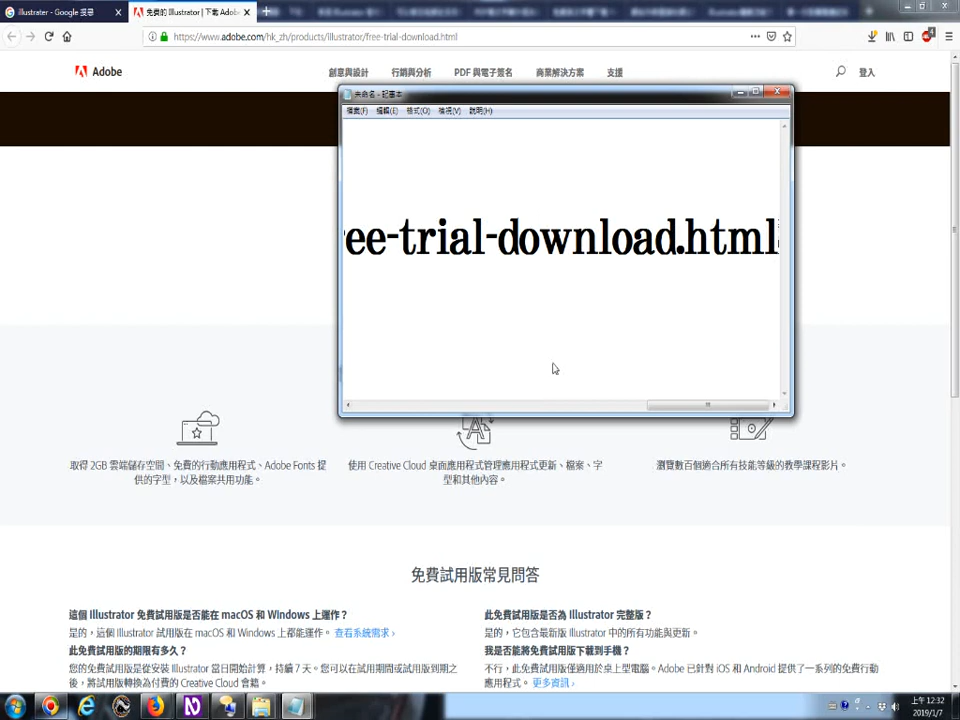 illustrater - Google 搜尋
免費的 Illustrator | 下載 Adob
https://www.adobe.com/hk_zh/products/illustrator/free-trial-download.html
4
Adobe
創意與設計
行銷與分析
PDF 與電子簽名
商業解決方案
支援
登入
未命名 - 記事本
檔案(F) 編輯(E) 格式(O) 檢視(V) 說明(H)
ee-trial-download.html
取得 2GB 雲端儲存空間、免費的行動應用程式、Adobe Fonts 提
供的字型，以及檔案共用功能。
使用 Creative Cloud 桌面應用程式管理應用程式更新、檔案、字
型和其他內容。
瀏覽數百個適合所有技能等級的教學課程影片。
免費試用版常見問答
這個 Illustrator 免費試用版是否能在 macOS 和 Windows 上運作？
是的，這個 Illustrator 試用版在 macOS 和 Windows 上都能運作。 查看系統需求 ›
此免費試用版的期限有多久？
您的免費試用版是從安裝 Illustrator 當日開始計算，持續 7 天。您可以在試用期間或試用版到期之
後，將試用版轉換為付費的 Creative Cloud 會籍。
此免費試用版是否為 Illustrator 完整版？
是的，它包含最新版 Illustrator 中的所有功能與更新。
我是否能將免費試用版下載到手機？
不行，此免費試用版僅適用於桌上型電腦。Adobe 已針對 iOS 和 Android 提供了一系列的免費行動
應用程式。 更多資訊 ›
上午 12:32
2019/1/7